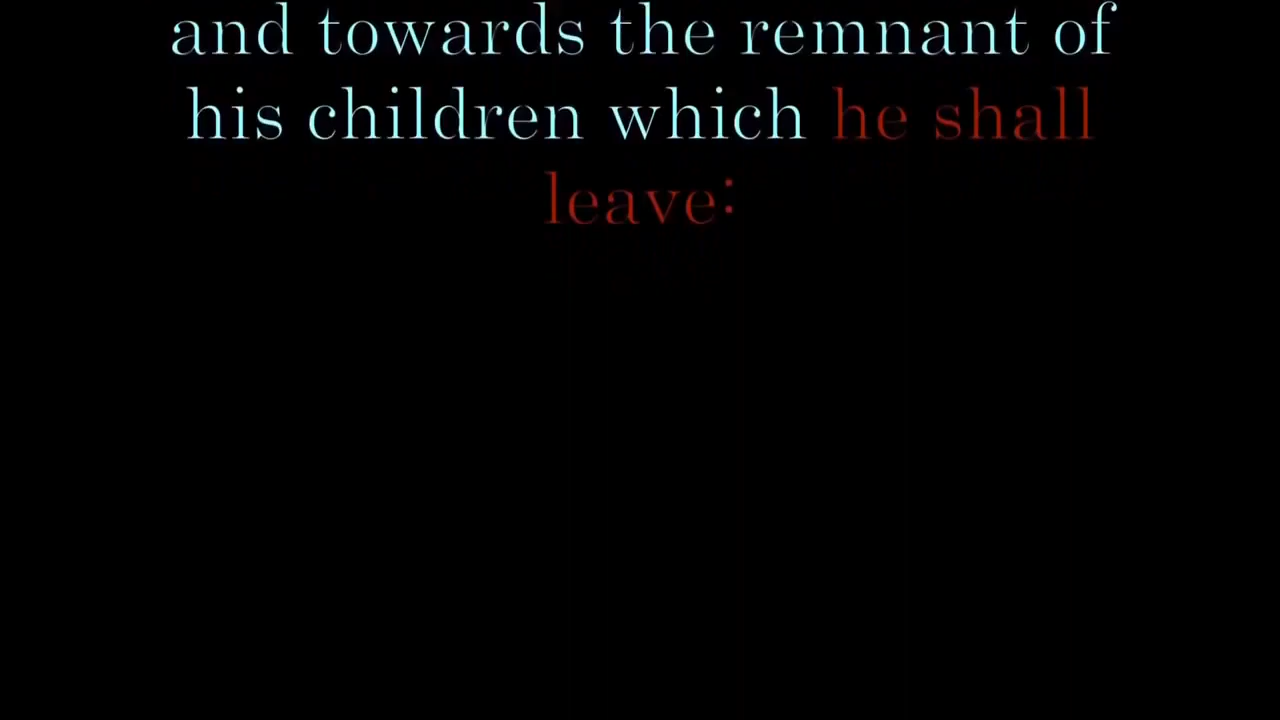 and towards the remnant of
his children which he shall
leave: